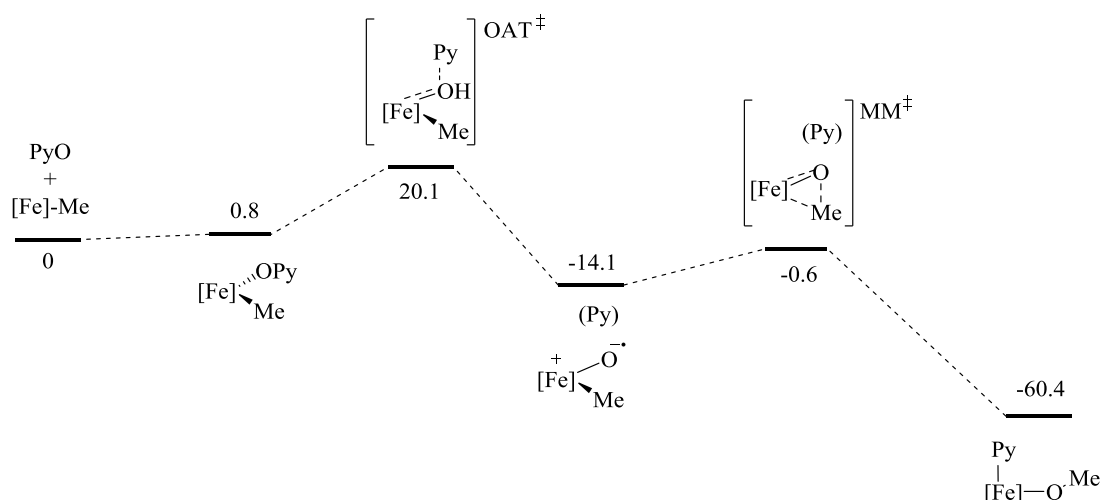 PyO
+
[Fe]-Me
0
0.8
[Fe]
OPy
Me
OAT‡
Py
OH
[Fe]
Me
20.1
-14.1
(Py)
+
[Fe]
O−•
Me
MM‡
(Py)
O
[Fe]
Me
-0.6
-60.4
Py
[Fe]
O
Me